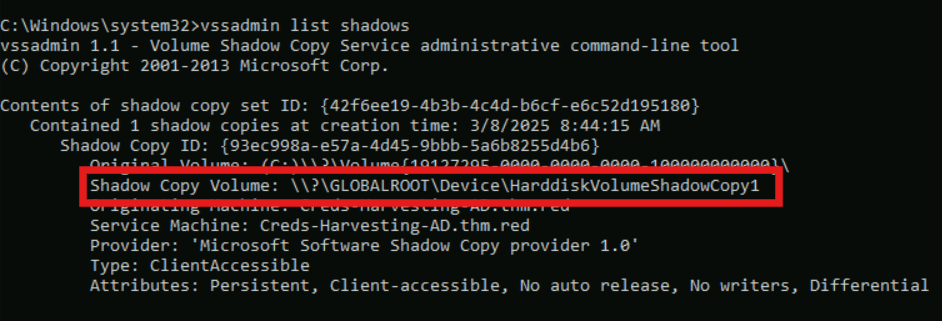 C:\Windows\system32>vssadmin list shadows
vssadmin 1.1 - Volume Shadow Copy Service administrative command-line tool
(C) Copyright 2001-2013 Microsoft Corp.
Contents of shadow copy set ID: {42f6ee19-4b3b-4c4d-b6cf-e6c52d195180}
Contained 1 shadow copies at creation time: 3/8/2025 8:44:15 AM
Shadow Copy ID: {93ec998a-e57a-4d45-9bbb-5a6b8255d4b6}
Original Volume: (C:)\\?\Volume{19127295-0000-0000-0000-100000000000}\
Shadow Copy Volume: \\?\GLOBALROOT\Device\HarddiskVolumeShadowCopy1
Originating Machine: Creds-Harvesting-AD.thm.red
Service Machine: Creds-Harvesting-AD.thm.red
Provider: 'Microsoft Software Shadow Copy provider 1.0'
Type: ClientAccessible
Attributes: Persistent, Client-accessible, No auto release, No writers, Differential